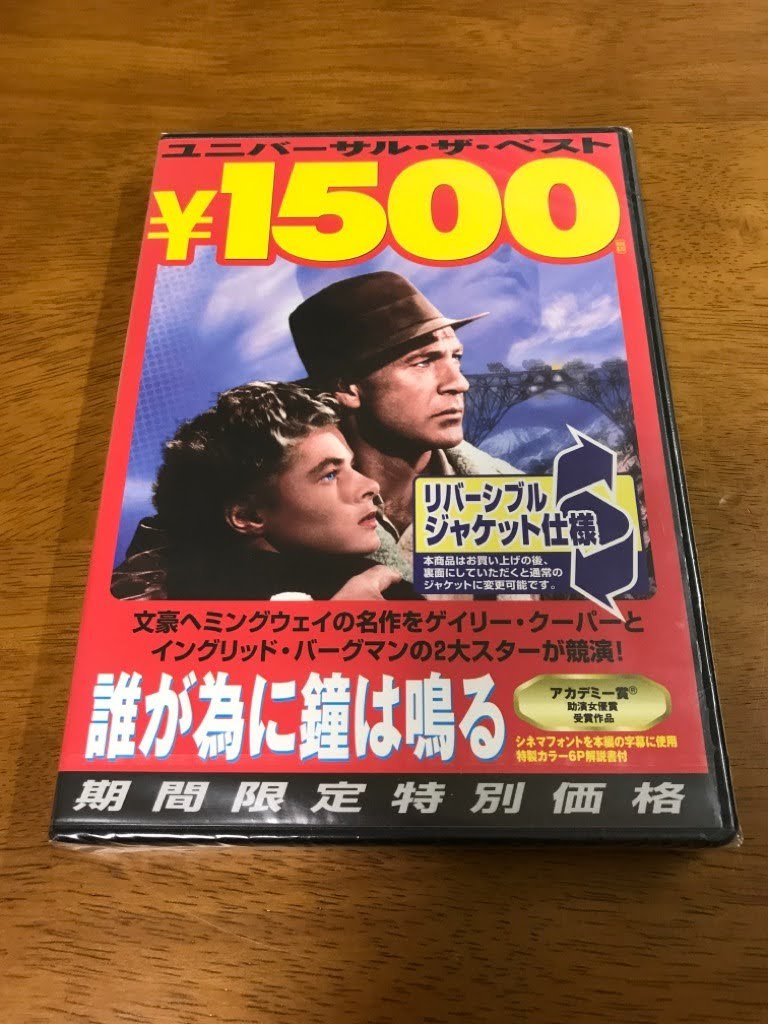 ユニバーサル・ザ・ベスト
¥1500
リバーシブル
ジャケット仕様
本商品はお買い上げの後、
裏面にしていただくと通常の
ジャケットに変更可能です。
文豪ヘミングウェイの名作をゲイリー・クーパーと
イングリッド・バーグマンの2大スターが競演!
誰が為に鐘は鳴る
アカデミー賞®
助演女優賞
受賞作品
シネマフォントを本編の字幕に使用
特製カラー6P解説書付
期間限定特別価格